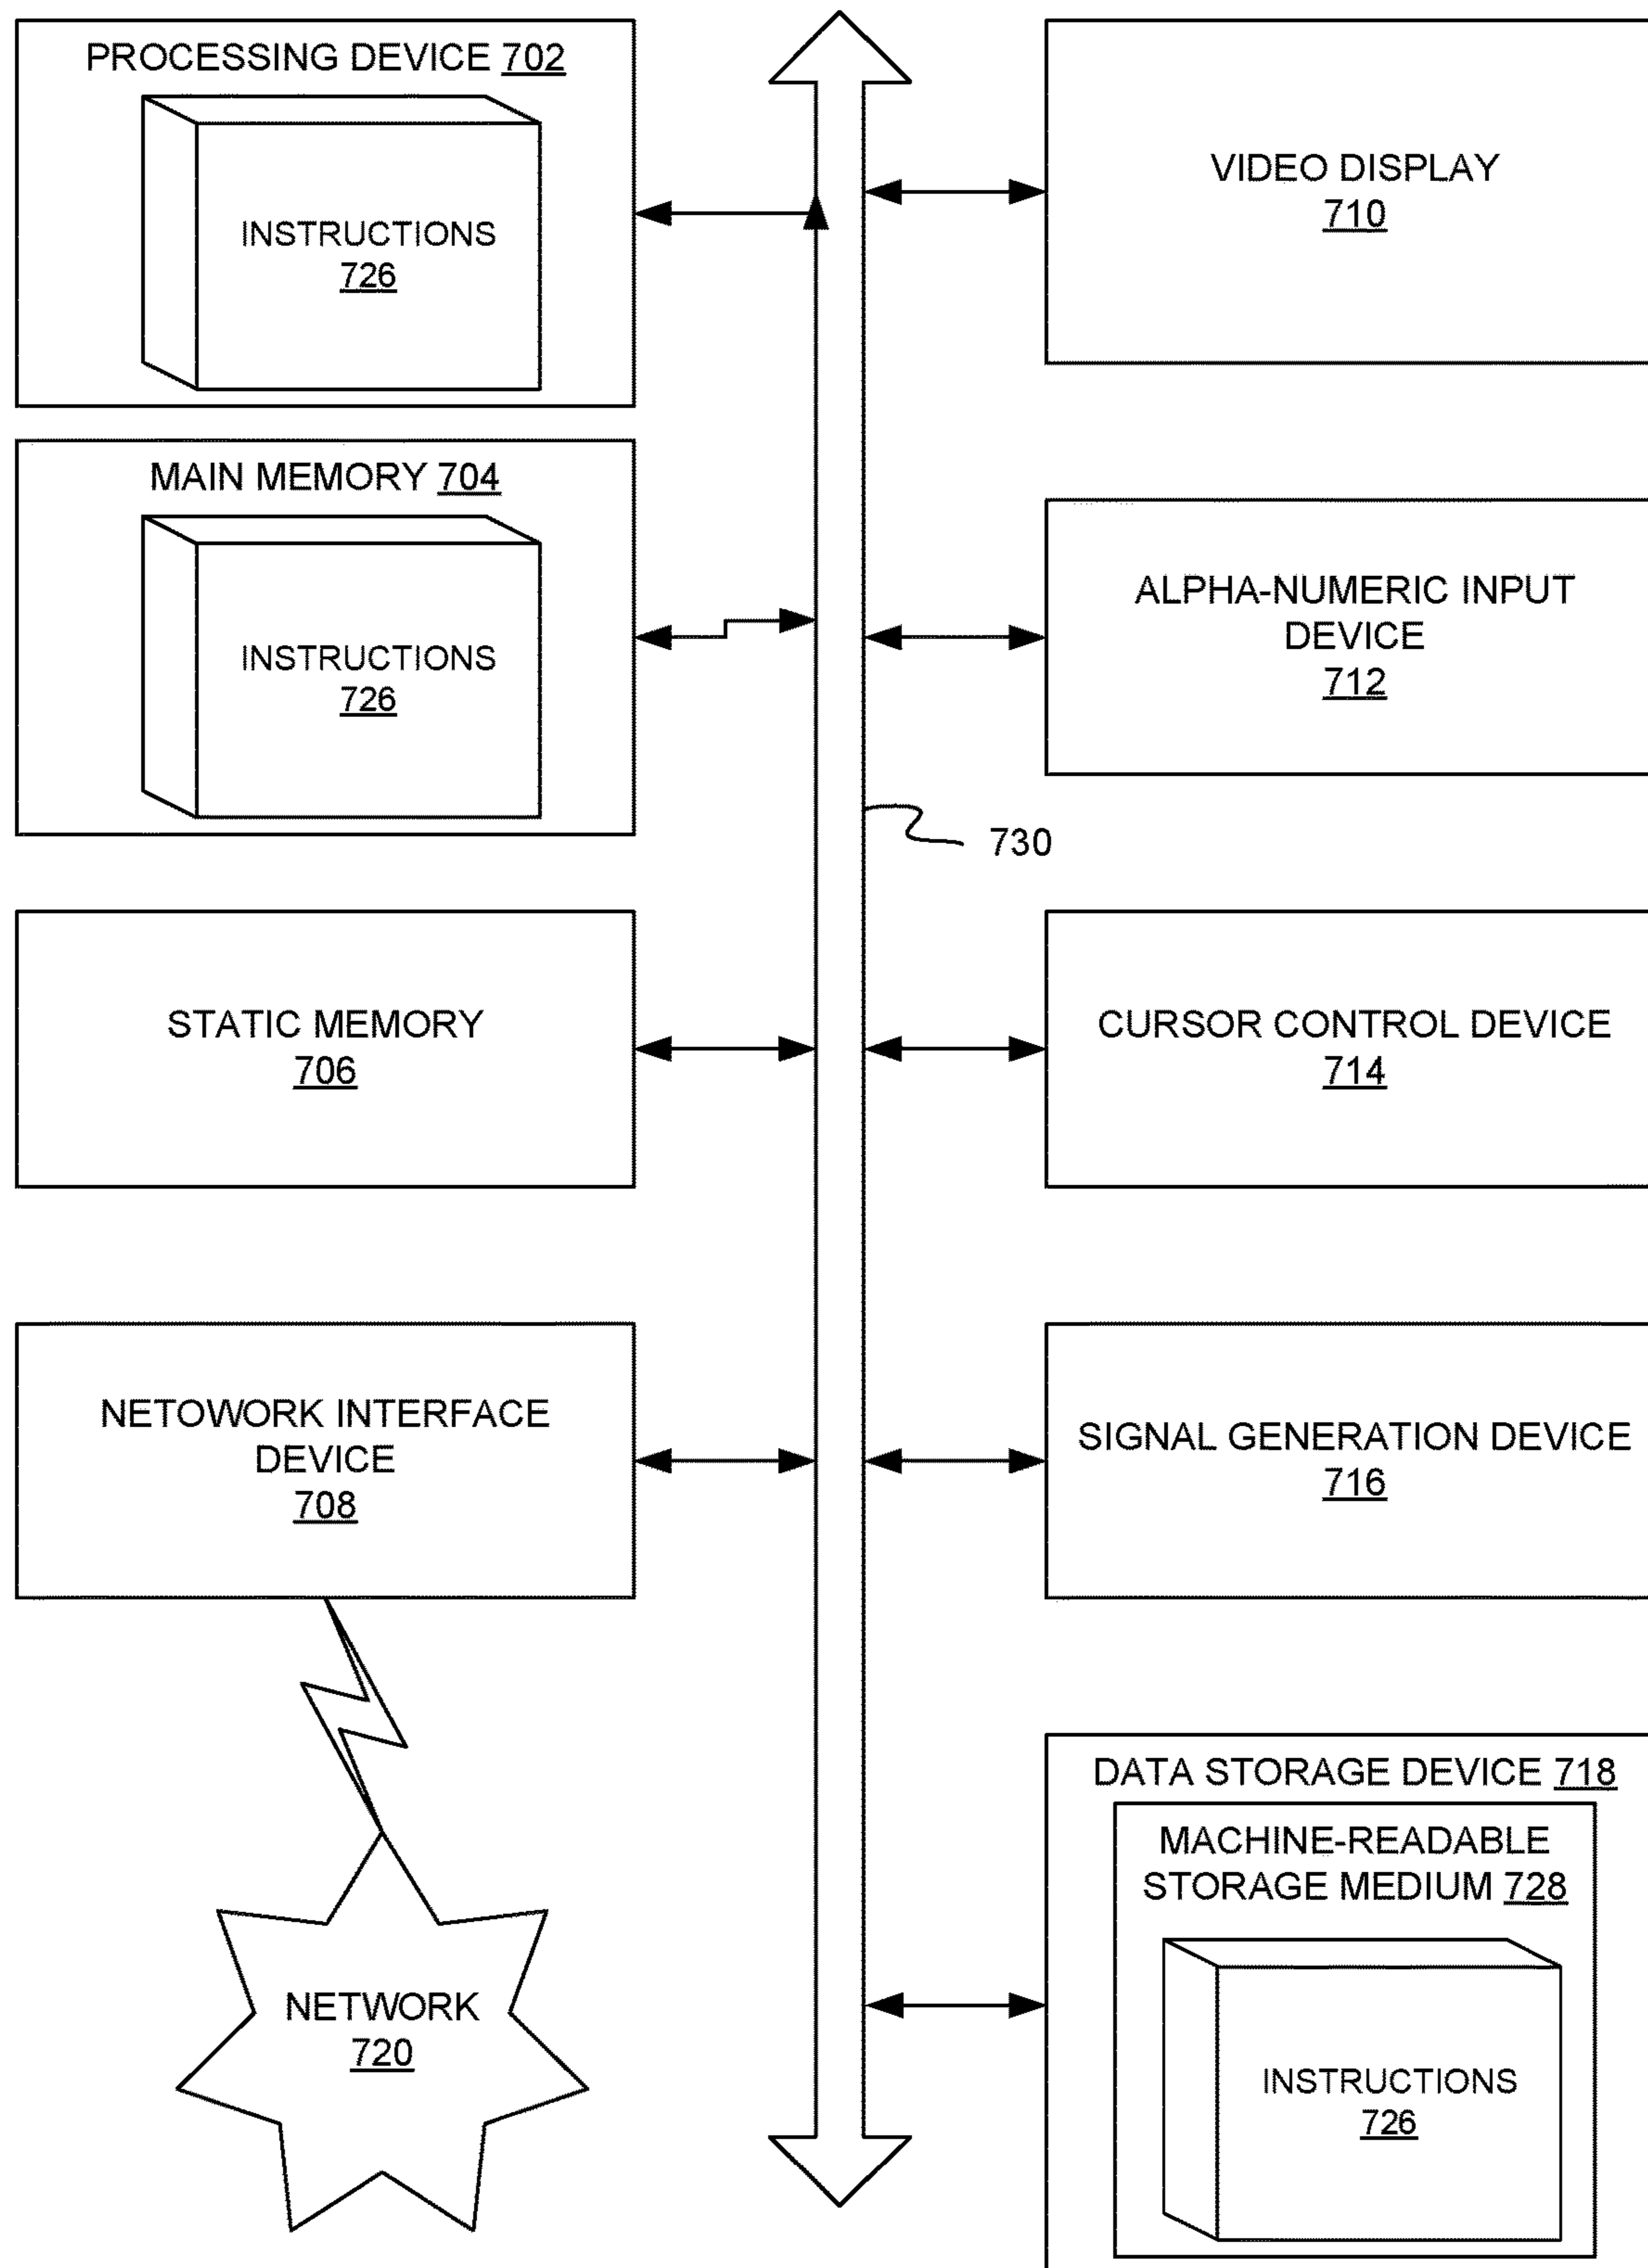 PROCESSING DEVICE 702
INSTRUCTIONS
726
MAIN MEMORY 704
INSTRUCTIONS
726
STATIC MEMORY
706
NETOWORK INTERFACE
DEVICE
708
NETWORK
720
VIDEO DISPLAY
710
ALPHA-NUMERIC INPUT
DEVICE
712
730
CURSOR CONTROL DEVICE
714
SIGNAL GENERATION DEVICE
716
DATA STORAGE DEVICE 718
MACHINE-READABLE
STORAGE MEDIUM 728
INSTRUCTIONS
726